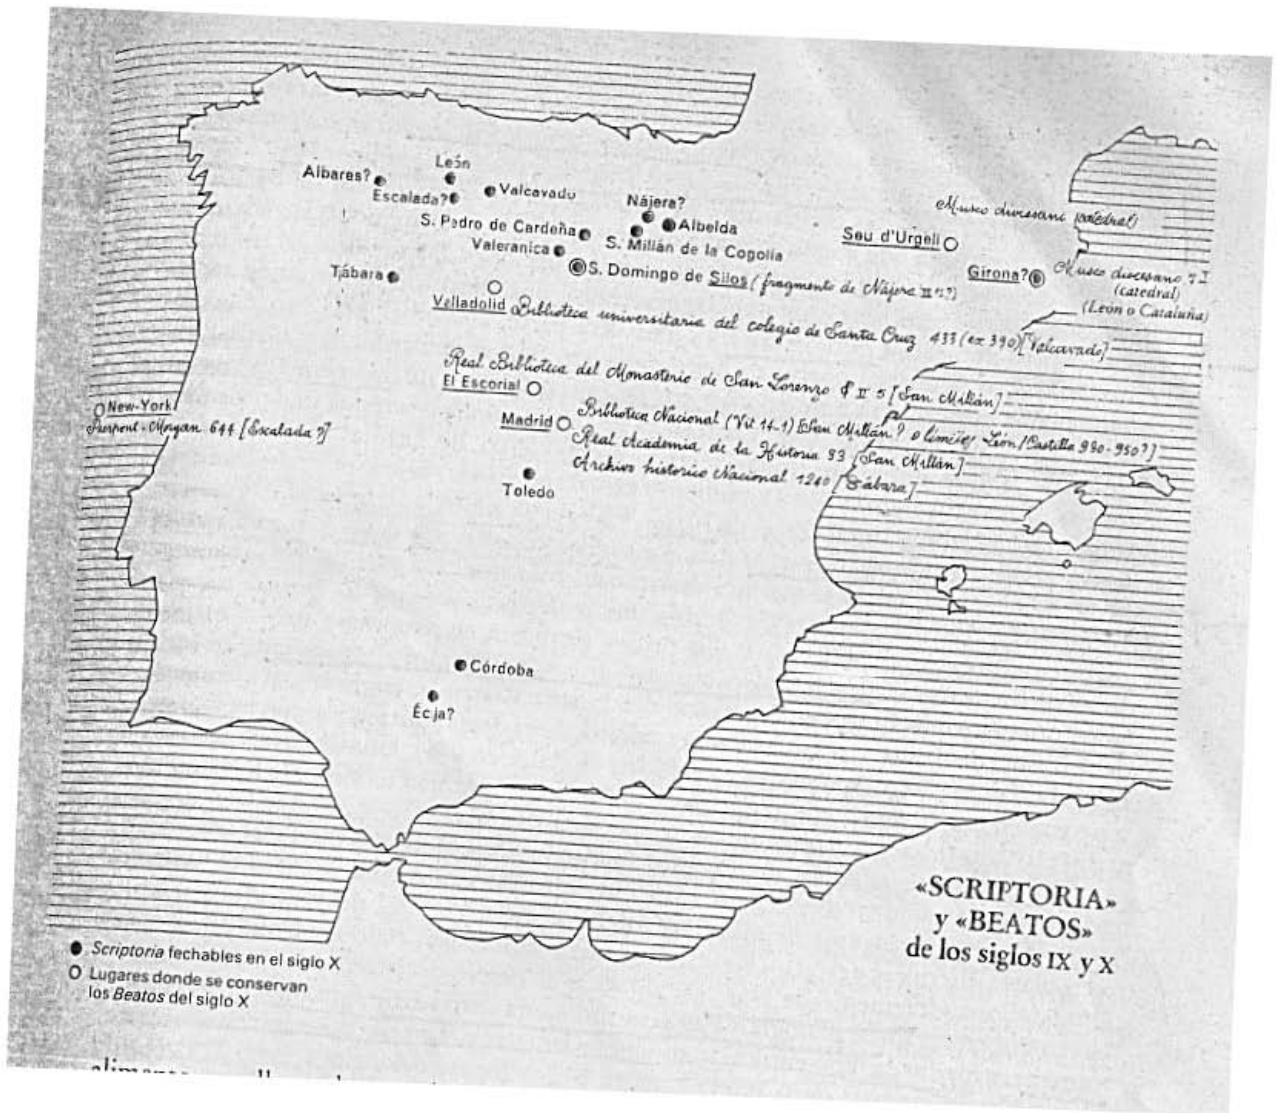 León
Albares?
Escalada?
Valcavado
Nájera?
Albelda
S. Pedro de Cardeña
S. Millán de la Cogolla
Valeranica
Museo diocesani (catedral)
Seu d'Urgell
Girona?
Museo diocesano 7
(catedral)
(León o Cataluña)
Tábara
S. Domingo de Silos (fragmento de Nájera II ?)
Valladolid Biblioteca universitaria del colegio de Santa Cruz 433 (ex 390) [Valcavado]
Real Biblioteca del Monasterio de San Lorenzo & II 5 [San Millán]
El Escorial
New-York
Pierpont-Morgan 644 [Escalada ?]
Madrid
Biblioteca Nacional (Vit 14-1) [San Millán? o León/Castilla 930-950?]
Real Academia de la Historia 33 [San Millán]
Archivo historico Nacional 1240 [Tábara]
Toledo
Córdoba
Écija?
«SCRIPTORIA»
y «BEATOS»
de los siglos IX y X
Scriptoria fechables en el siglo X
Lugares donde se conservan
los Beatos del siglo X